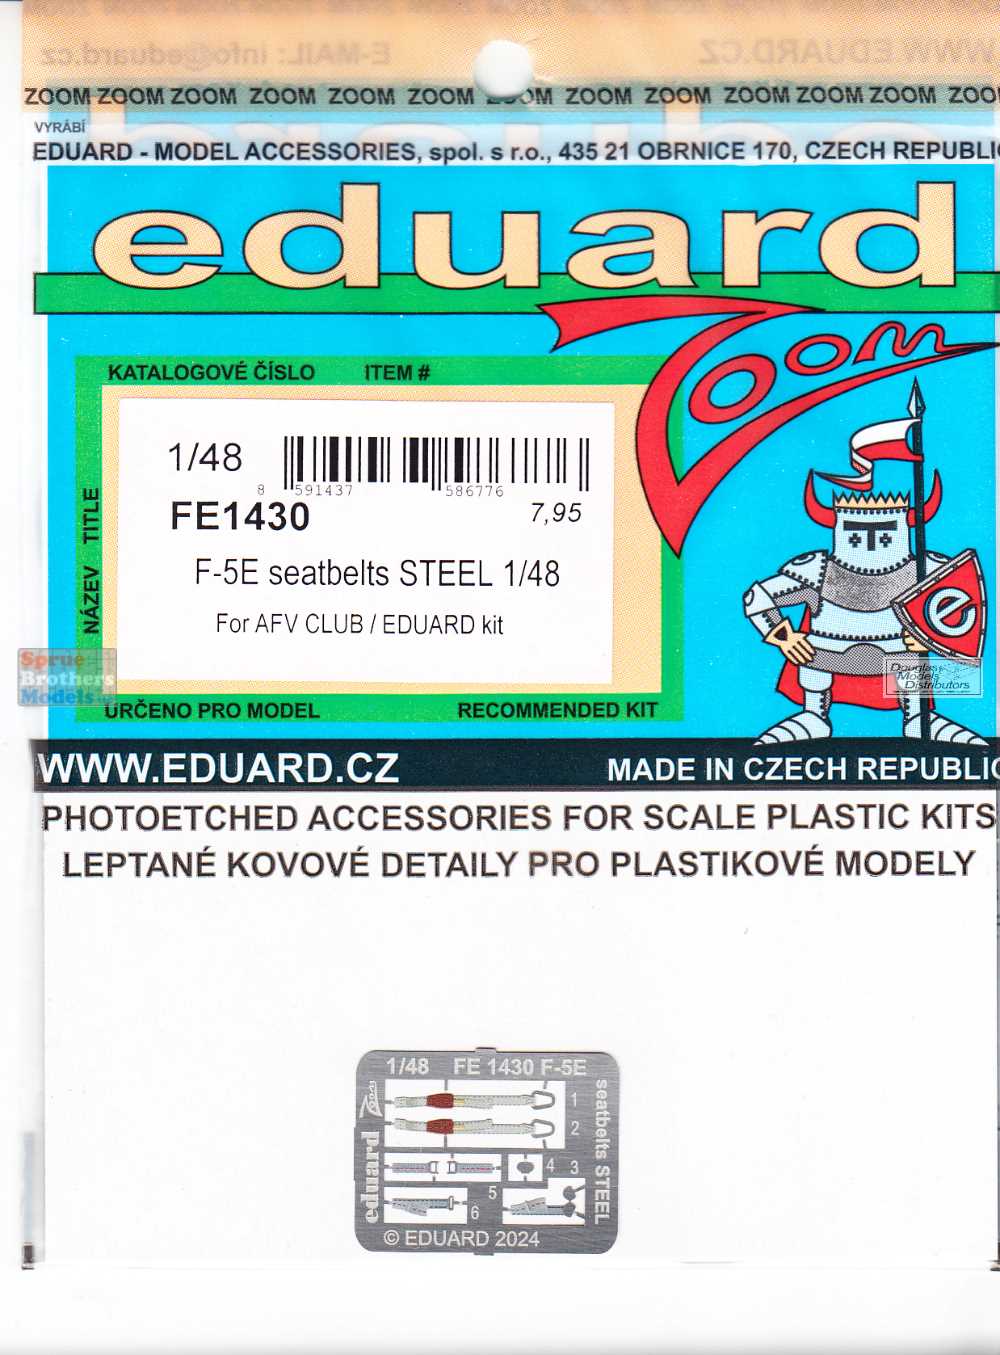 WWW.EDUARD.CZ E-MAIL: info@eduard.cz
ZOOM ZOOM ZOOM ZOOM ZOOM ZOOM ZOOM ZOOM ZOOM ZOOM ZOOM ZOOM ZOO
VYRÁBÍ
EDUARD - MODEL ACCESSORIES, spol. s r.o., 435 21 OBRNICE 170, CZECH REPUBLIC
eduard
Zoom
KATALOGOVÉ ČÍSLO ITEM #
NÁZEV TITLE
1/48
8 591437 586776
FE1430
7,95
F-5E seatbelts STEEL 1/48
For AFV CLUB / EDUARD kit
e
Sprue
Brothers
Models
Douglas
Models
Distributors
URČENO PRO MODEL RECOMMENDED KIT
WWW.EDUARD.CZ MADE IN CZECH REPUBLIC
PHOTOETCHED ACCESSORIES FOR SCALE PLASTIC KITS
LEPTANÉ KOVOVÉ DETAILY PRO PLASTIKOVÉ MODELY
1/48 FE 1430 F-5E
seatbelts STEEL
eduard Zoom
1
2
4 3
5
6
© EDUARD 2024